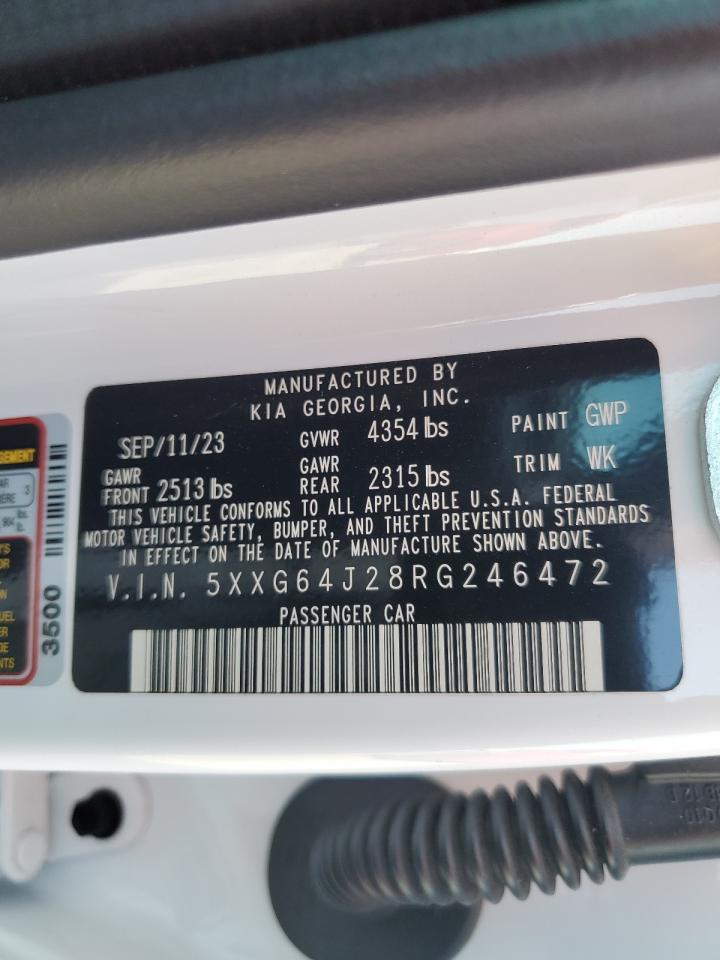 MANUFACTURED BY
KIA GEORGIA, INC.
SEP/11/23 GVWR 4354 lbs PAINT GWP
GAWR FRONT 2513 lbs GAWR REAR 2315 lbs TRIM WK
THIS VEHICLE CONFORMS TO ALL APPLICABLE U.S.A. FEDERAL
MOTOR VEHICLE SAFETY, BUMPER, AND THEFT PREVENTION STANDARDS
IN EFFECT ON THE DATE OF MANUFACTURE SHOWN ABOVE.
V.I.N. 5XXG64J28RG246472
PASSENGER CAR
3500